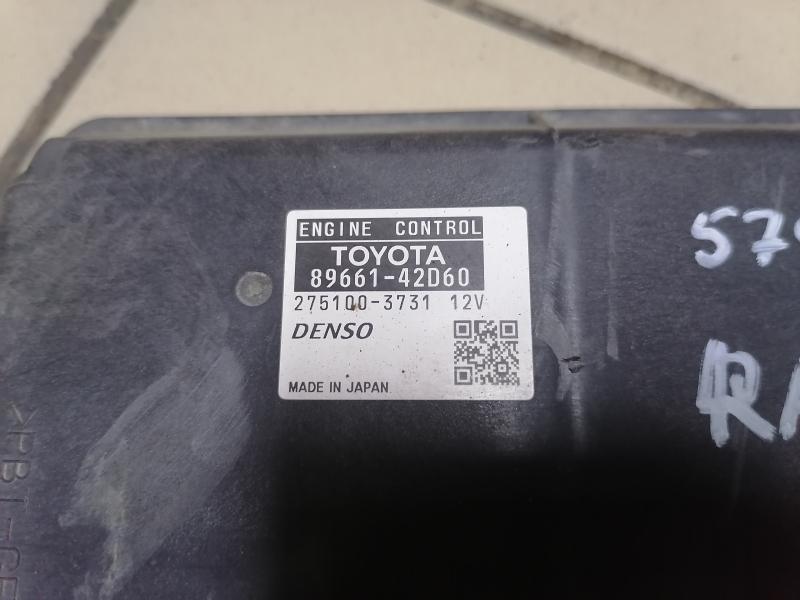 ENGINE CONTROL
TOYOTA
89661-42D60
275100-3731 12V
DENSO
MADE IN JAPAN